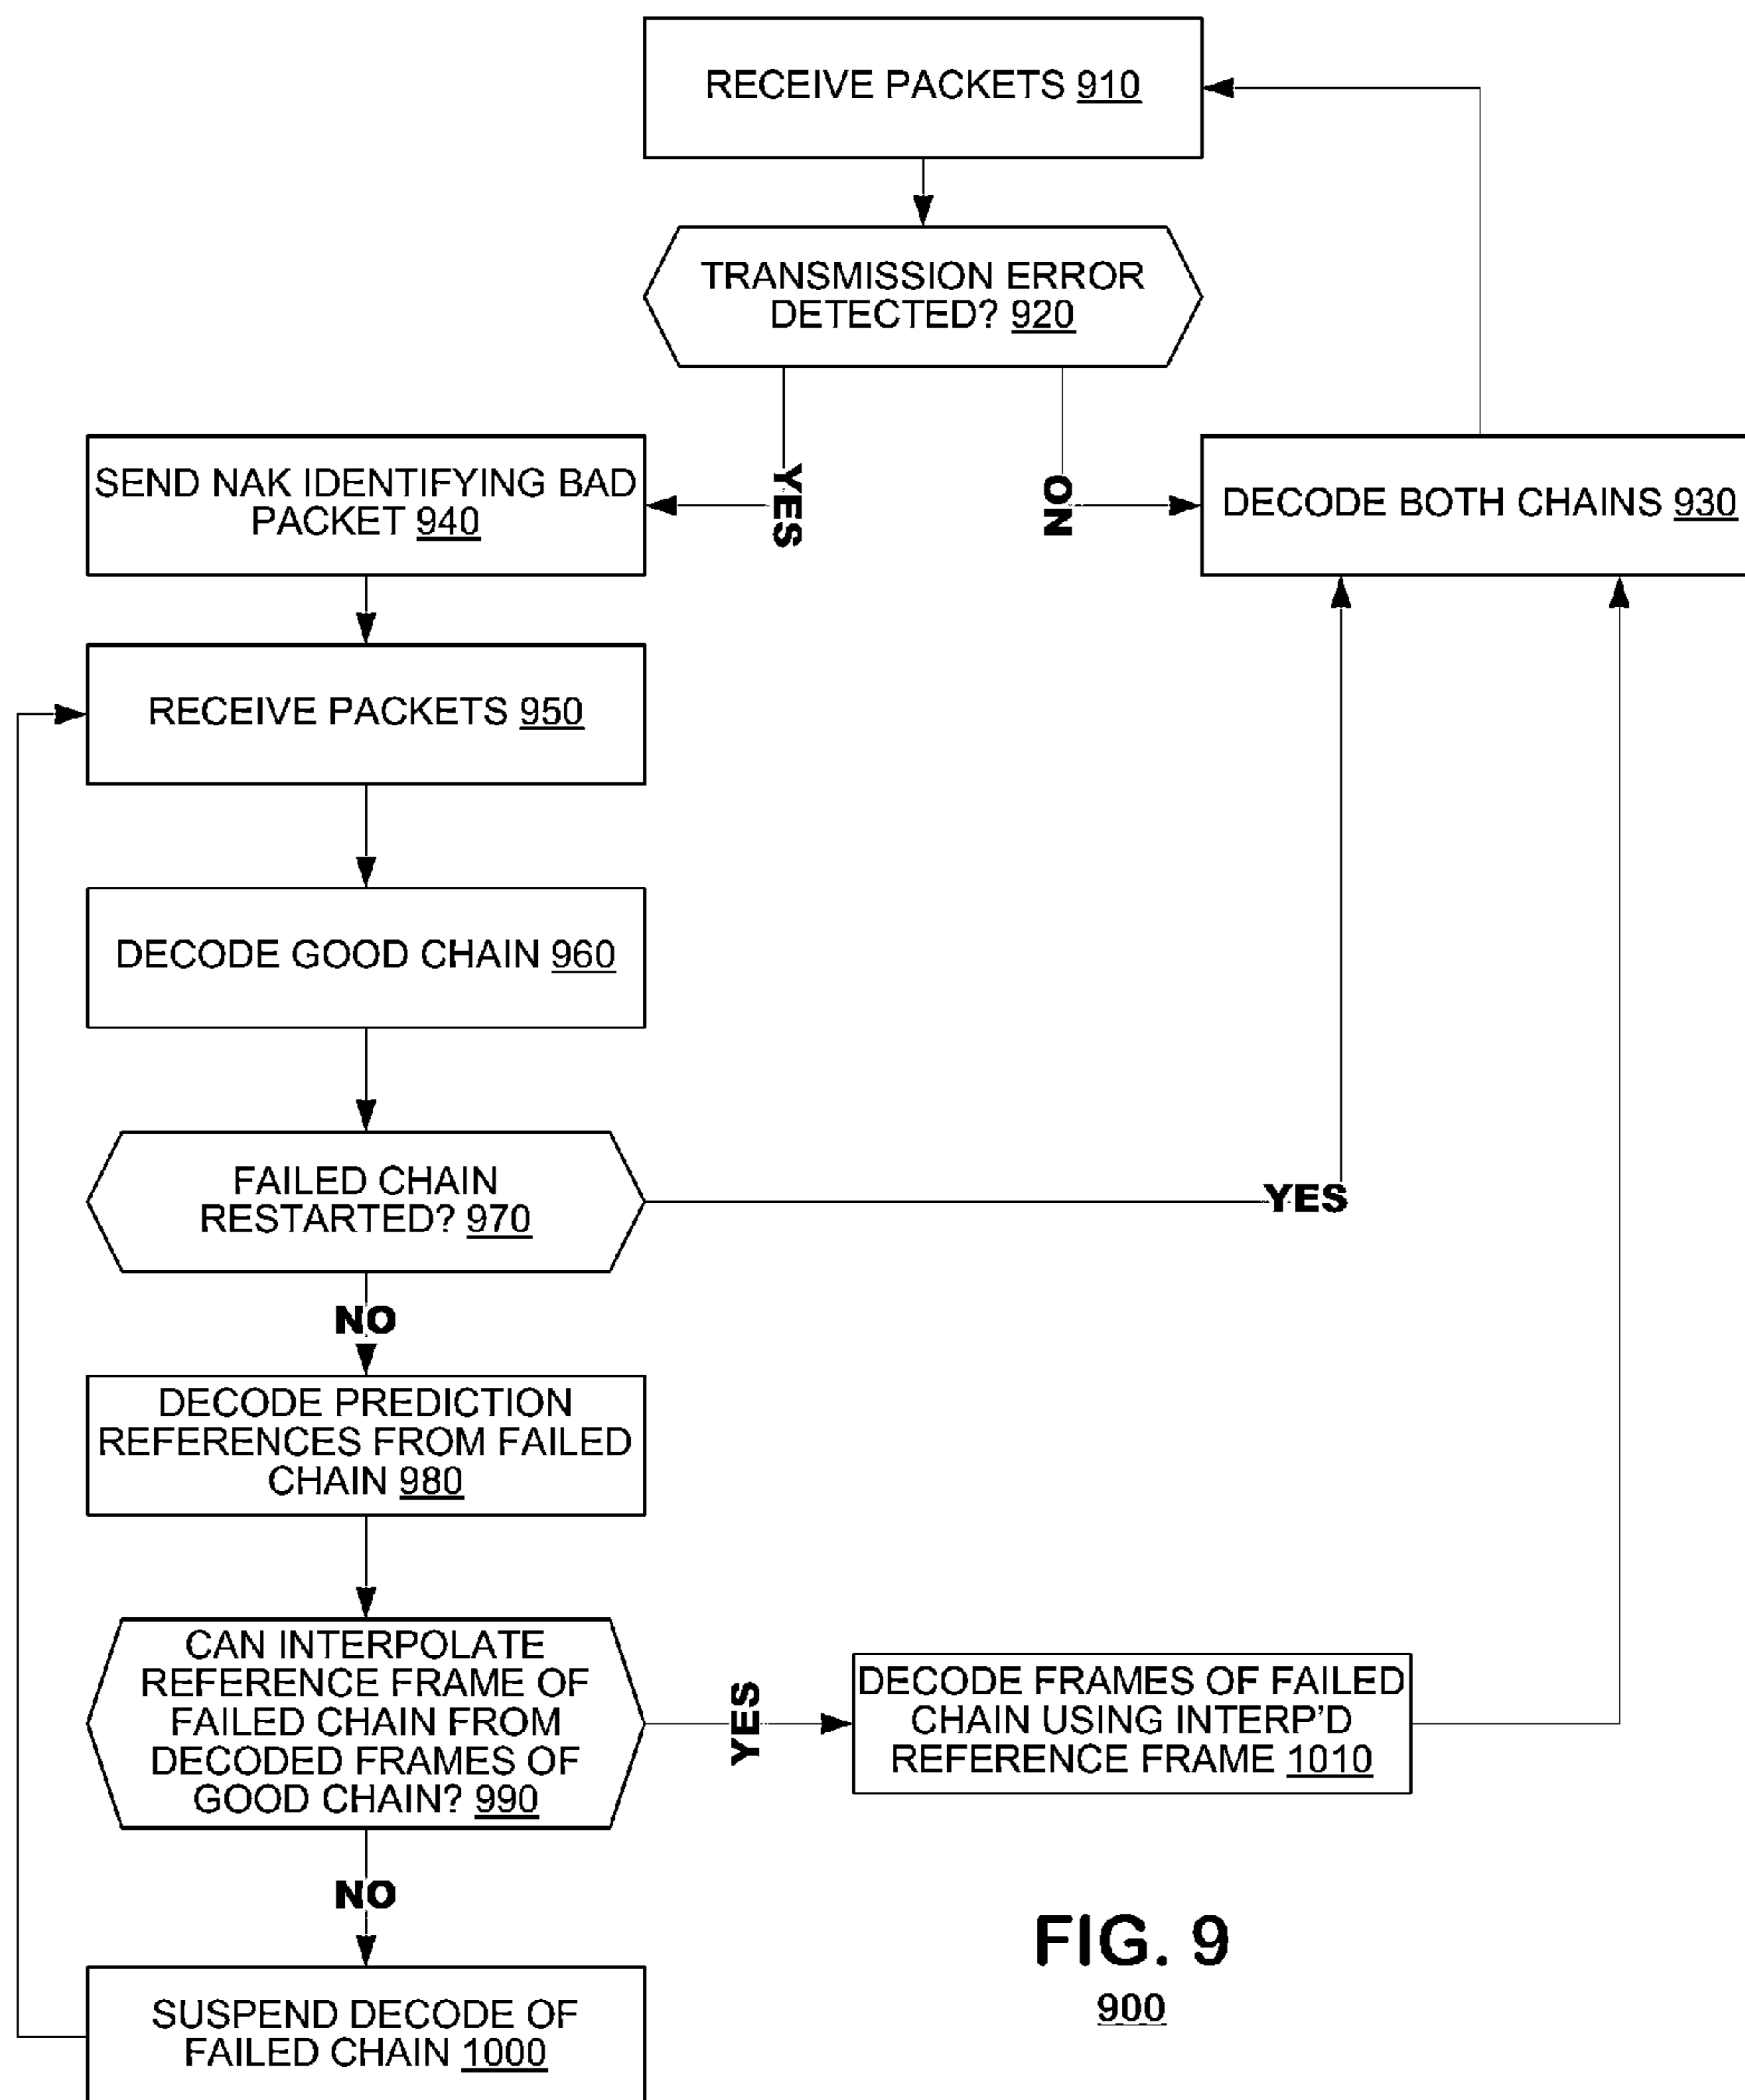 RECEIVE PACKETS 910
TRANSMISSION ERROR
DETECTED? 920
YES
NO
SEND NAK IDENTIFYING BAD
PACKET 940
DECODE BOTH CHAINS 930
RECEIVE PACKETS 950
DECODE GOOD CHAIN 960
FAILED CHAIN
RESTARTED? 970
YES
NO
DECODE PREDICTION
REFERENCES FROM FAILED
CHAIN 980
CAN INTERPOLATE
REFERENCE FRAME OF
FAILED CHAIN FROM
DECODED FRAMES OF
GOOD CHAIN? 990
YES
DECODE FRAMES OF FAILED
CHAIN USING INTERP'D
REFERENCE FRAME 1010
NO
SUSPEND DECODE OF
FAILED CHAIN 1000
FIG. 9
900